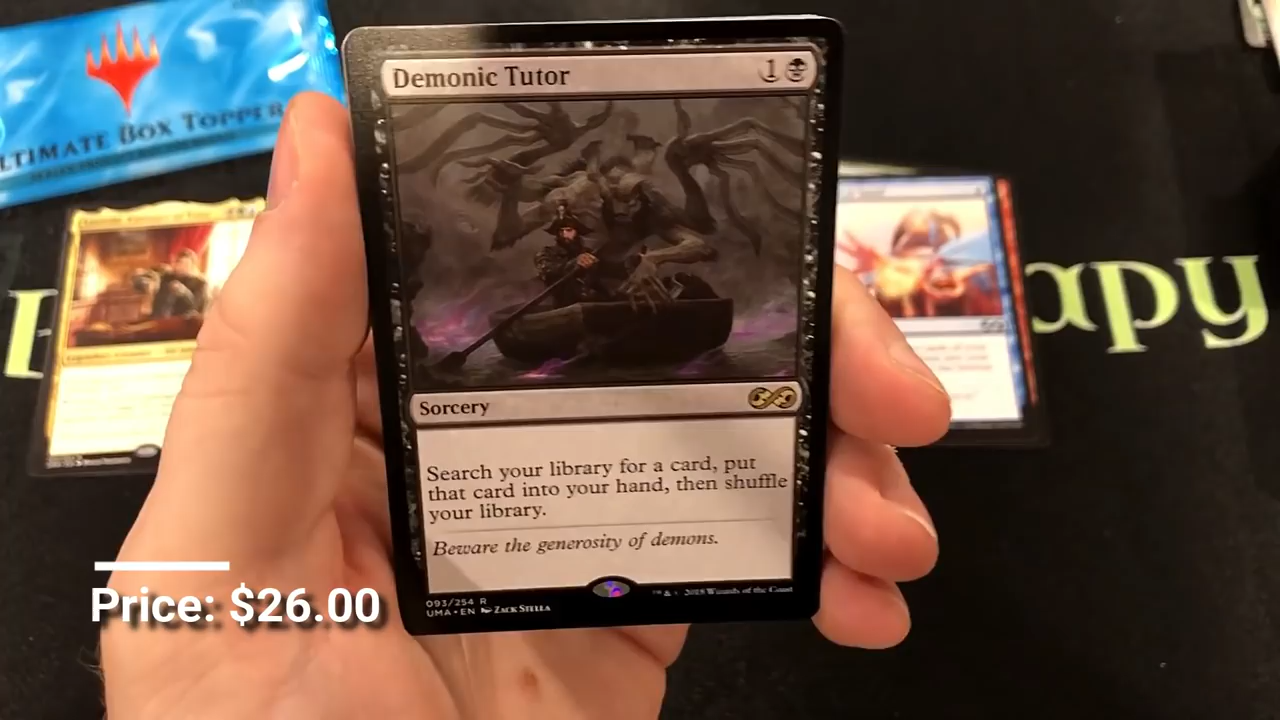 ULTIMATE BOX TOPPER
Demonic Tutor 1
Sorcery
Search your library for a card, put
that card into your hand, then shuffle
your library.
Beware the generosity of demons.
093/254 R
UMA • EN ZACK STELLA
2018 Wizards of the Coast
apy
Price: $26.00